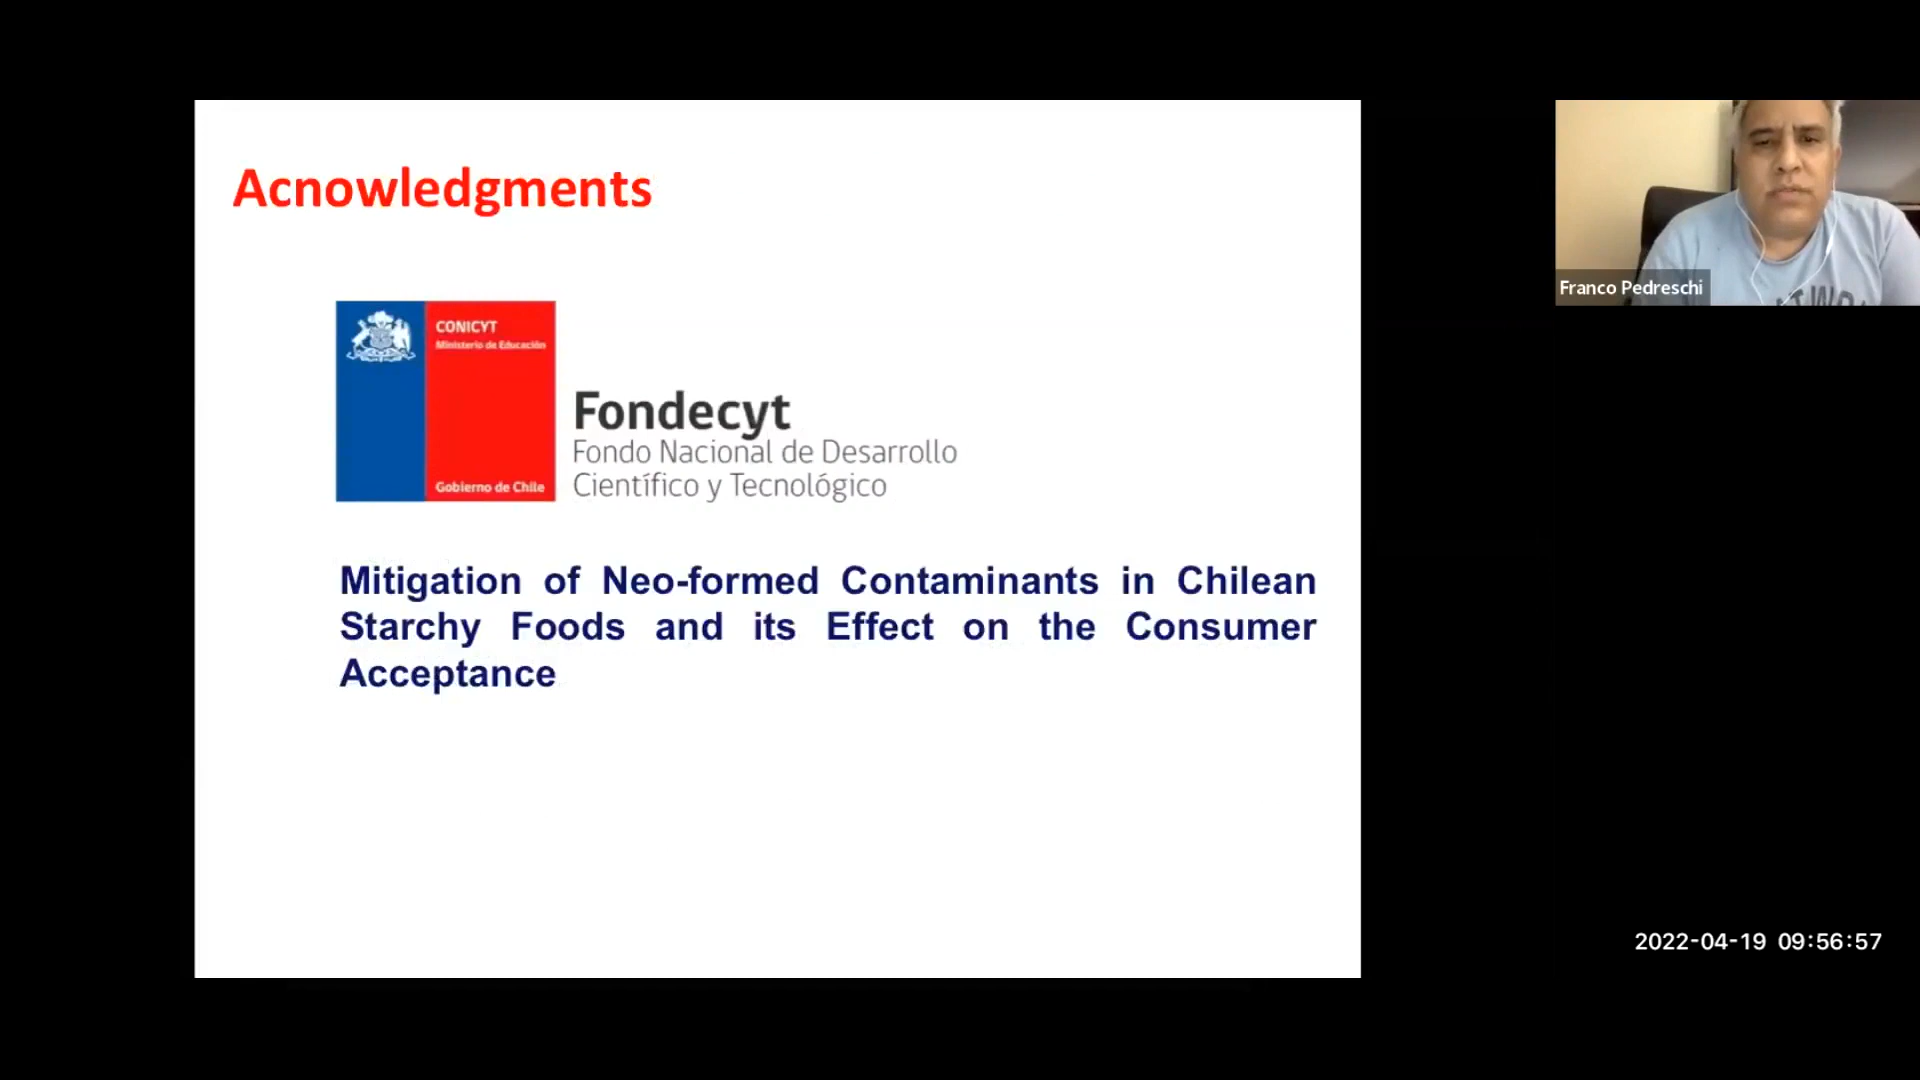 Acnowledgments
CONICYT
Ministerio de Educación
Gobierno de Chile
Fondecyt
Fondo Nacional de Desarrollo
Científico y Tecnológico
Mitigation of Neo-formed Contaminants in Chilean
Starchy Foods and its Effect on the Consumer
Acceptance
Franco Pedreschi
2022-04-19 09:56:57